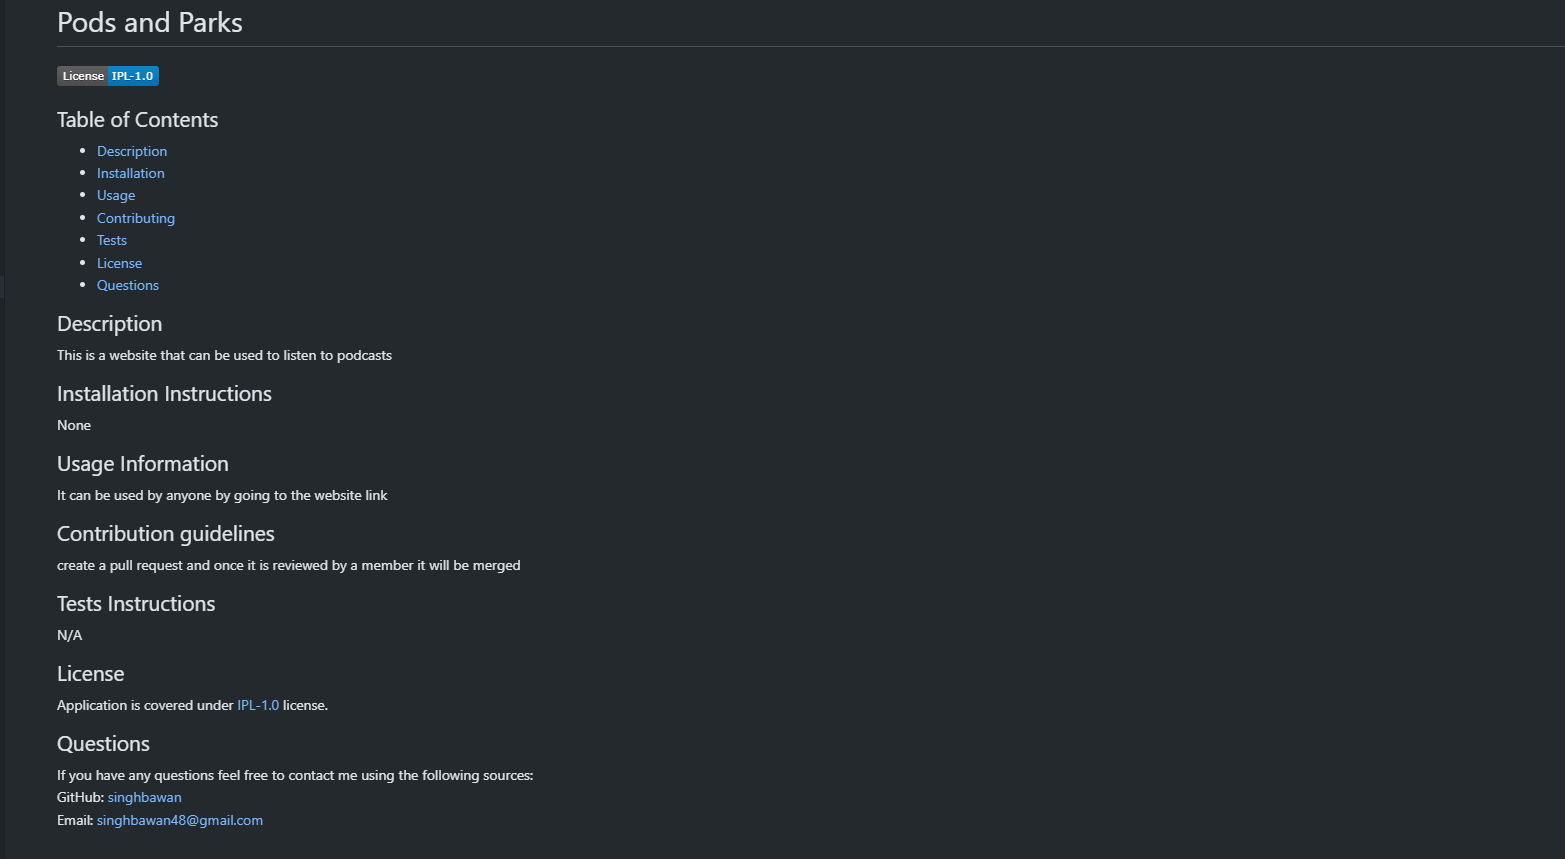 Pods and Parks
License IPL-1.0
Table of Contents
Description
Installation
Usage
Contributing
Tests
License
Questions
Description
This is a website that can be used to listen to podcasts
Installation Instructions
None
Usage Information
It can be used by anyone by going to the website link
Contribution guidelines
create a pull request and once it is reviewed by a member it will be merged
Tests Instructions
N/A
License
Application is covered under IPL-1.0 license.
Questions
If you have any questions feel free to contact me using the following sources:
GitHub: singhbawan
Email: singhbawan48@gmail.com